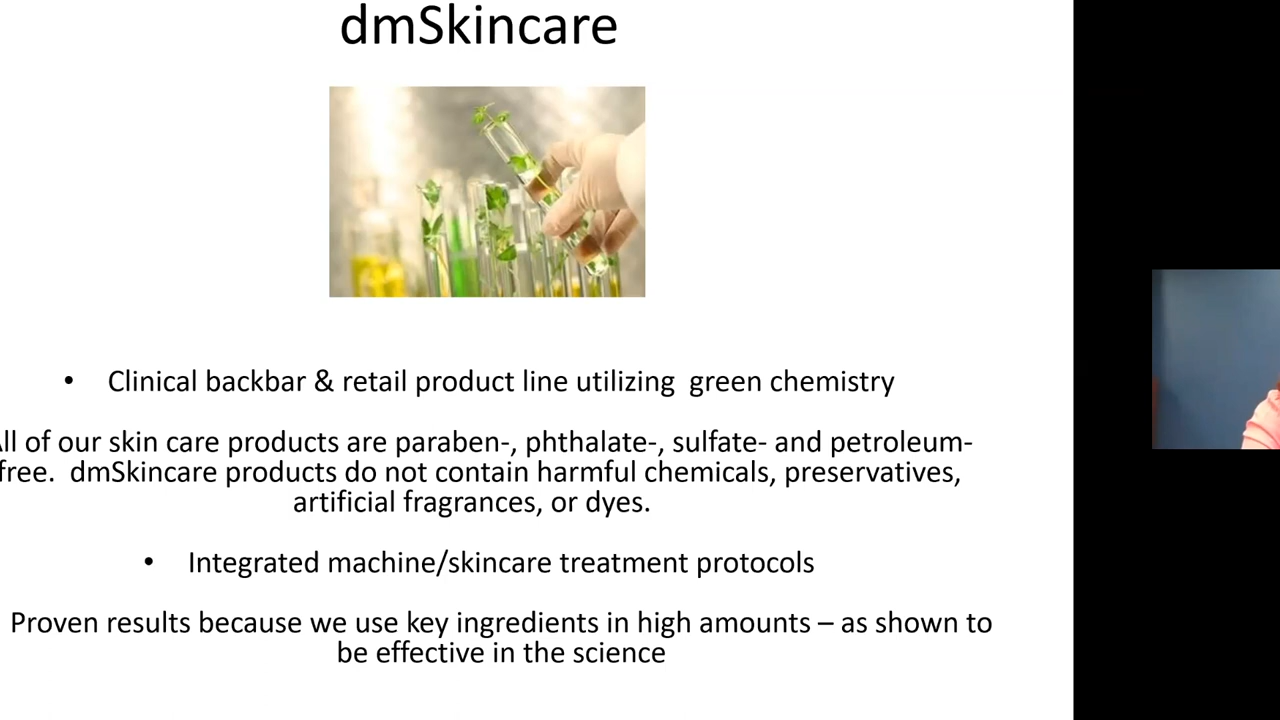 dmSkincare
• Clinical backbar & retail product line utilizing green chemistry
All of our skin care products are paraben-, phthalate-, sulfate- and petroleum-
free. dmSkincare products do not contain harmful chemicals, preservatives,
artificial fragrances, or dyes.
• Integrated machine/skincare treatment protocols
Proven results because we use key ingredients in high amounts – as shown to
be effective in the science